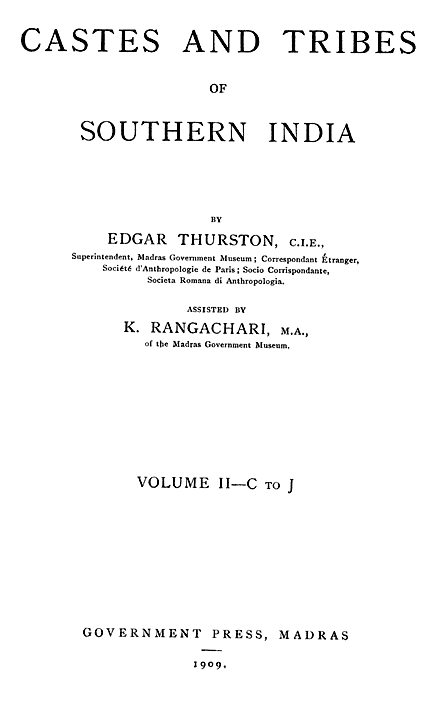 CASTES AND TRIBES
OF
SOUTHERN INDIA
BY
EDGAR THURSTON, C.I.E.,
Superintendent, Madras Government Museum; Correspondant Étranger,
Société d'Anthropologie de Paris; Socio Corrispondante,
Societa Romana di Anthropologia.
ASSISTED BY
K. RANGACHARI, M.A.,
of the Madras Government Museum.
VOLUME II—C TO J
GOVERNMENT PRESS, MADRAS
1909.